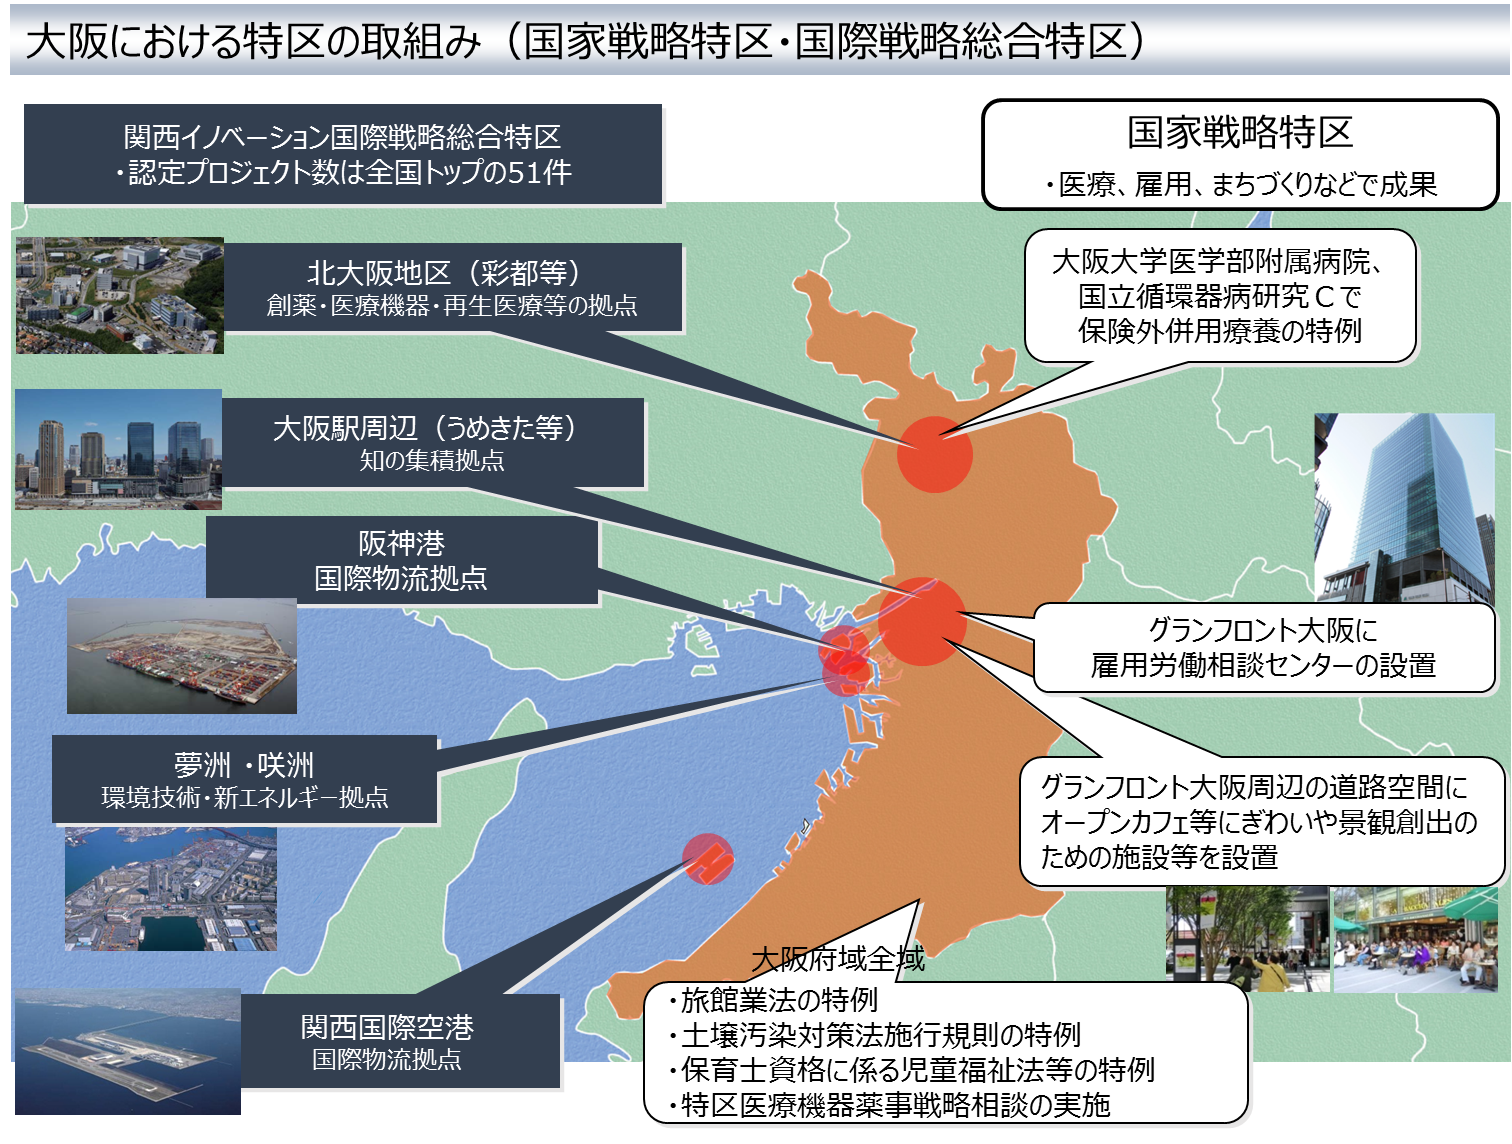 大阪における特区の取組み（国家戦略特区・国際戦略総合特区）
関西イノベーション国際戦略総合特区
・認定プロジェクト数は全国トップの51件
国家戦略特区
・医療、雇用、まちづくりなどで成果
北大阪地区（彩都等）
創薬・医療機器・再生医療等の拠点
大阪大学医学部附属病院、
国立循環器病研究Ｃで
保険外併用療養の特例
大阪駅周辺（うめきた等）
知の集積拠点
阪神港
国際物流拠点
グランフロント大阪に
雇用労働相談センターの設置
夢洲・咲洲
環境技術・新エネルギー拠点
グランフロント大阪周辺の道路空間に
オープンカフェ等にぎわいや景観創出の
ための施設等を設置
関西国際空港
国際物流拠点
大阪府域全域
・旅館業法の特例
・土壌汚染対策法施行規則の特例
・保育士資格に係る児童福祉法等の特例
・特区医療機器薬事戦略相談の実施